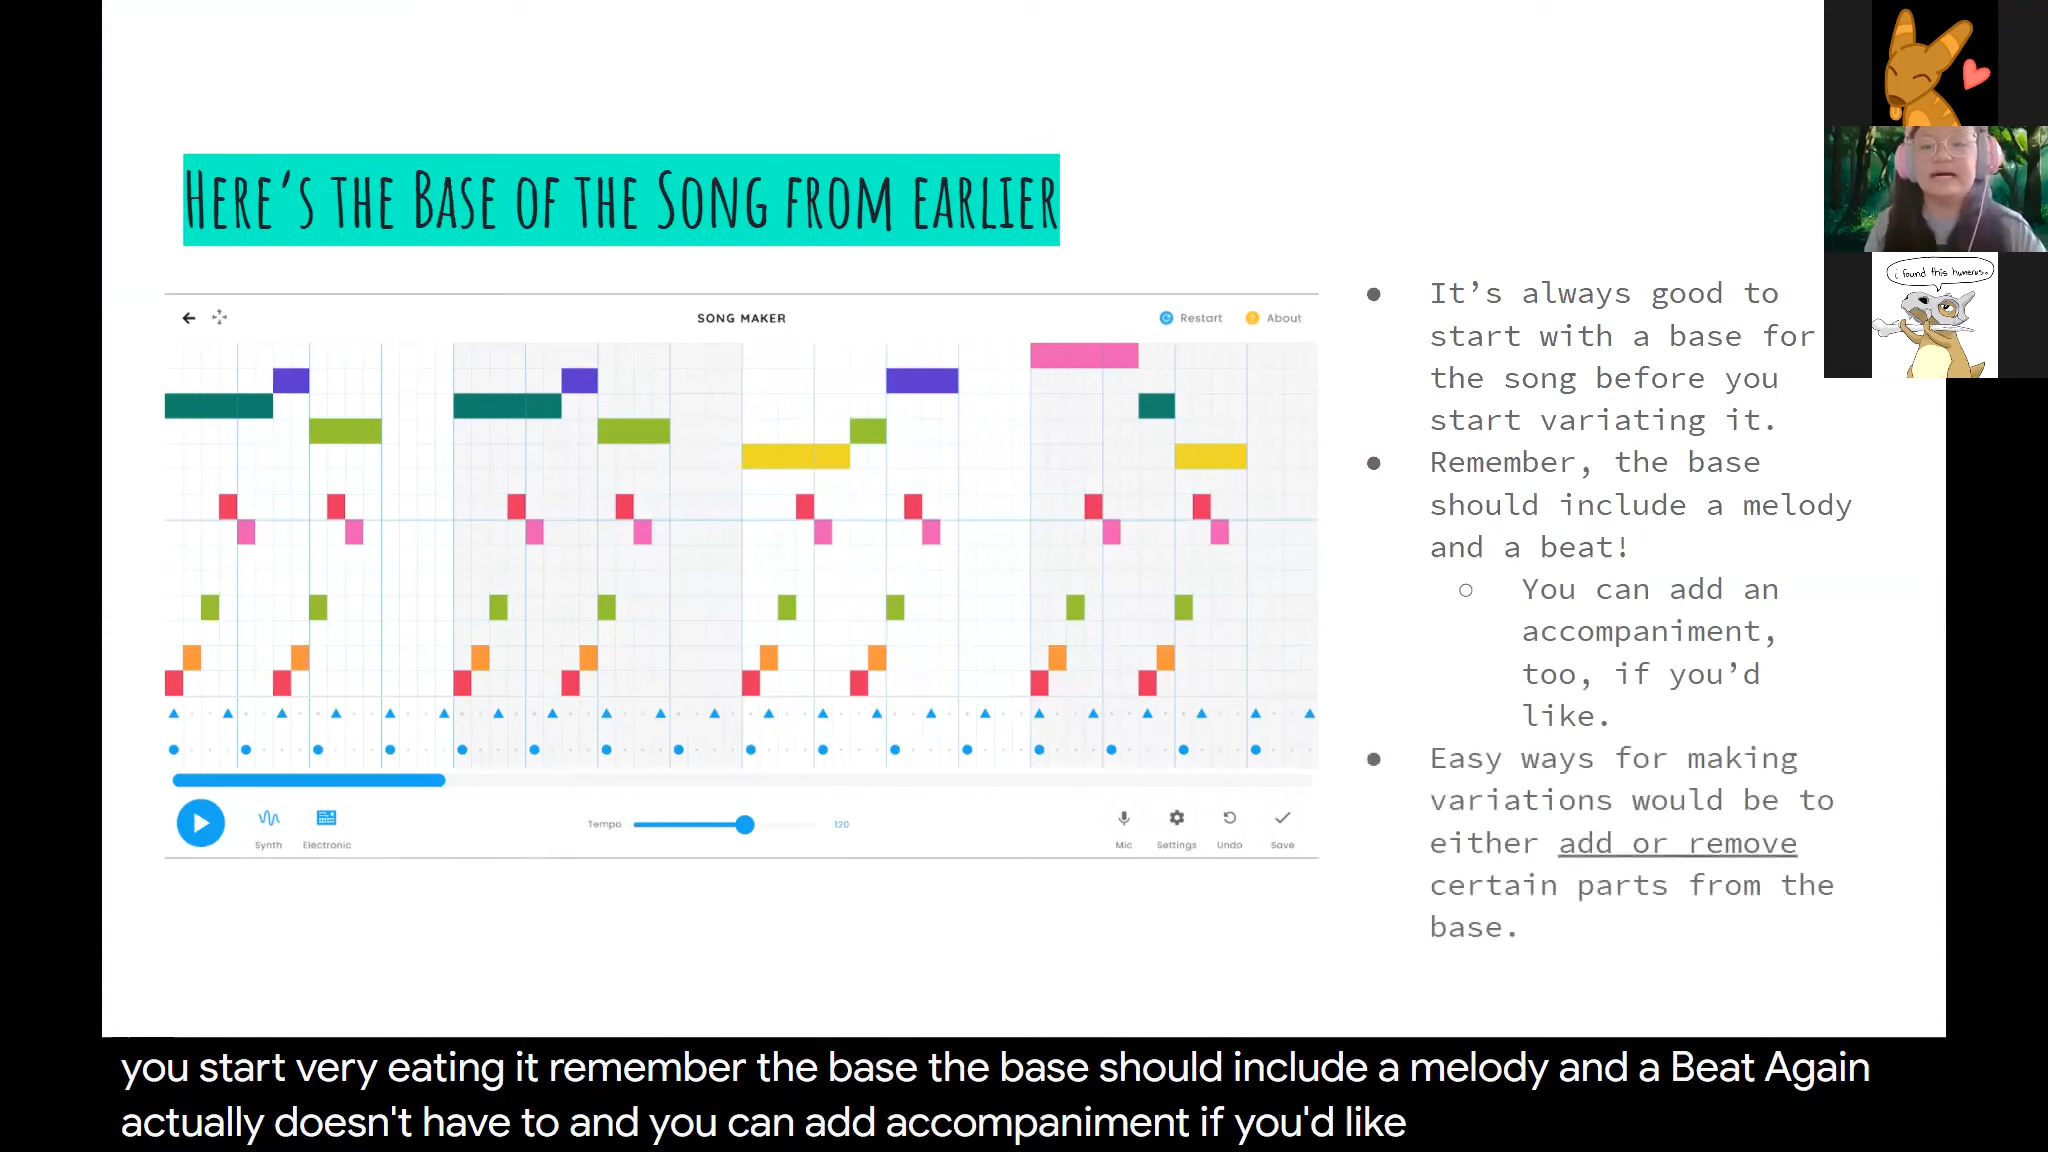 Here's the Base of the Song from earlier
SONG MAKER
Restart
About
Tempo
120
Synth
Electronic
Mic
Settings
Undo
Save
● It's always good to
start with a base for
the song before you
start variating it.
● Remember, the base
should include a melody
and a beat!
○ You can add an
accompaniment,
too, if you'd
like.
● Easy ways for making
variations would be to
either add or remove
certain parts from the
base.
i found this humerus.
you start very eating it remember the base the base should include a melody and a Beat Again
actually doesn't have to and you can add accompaniment if you'd like